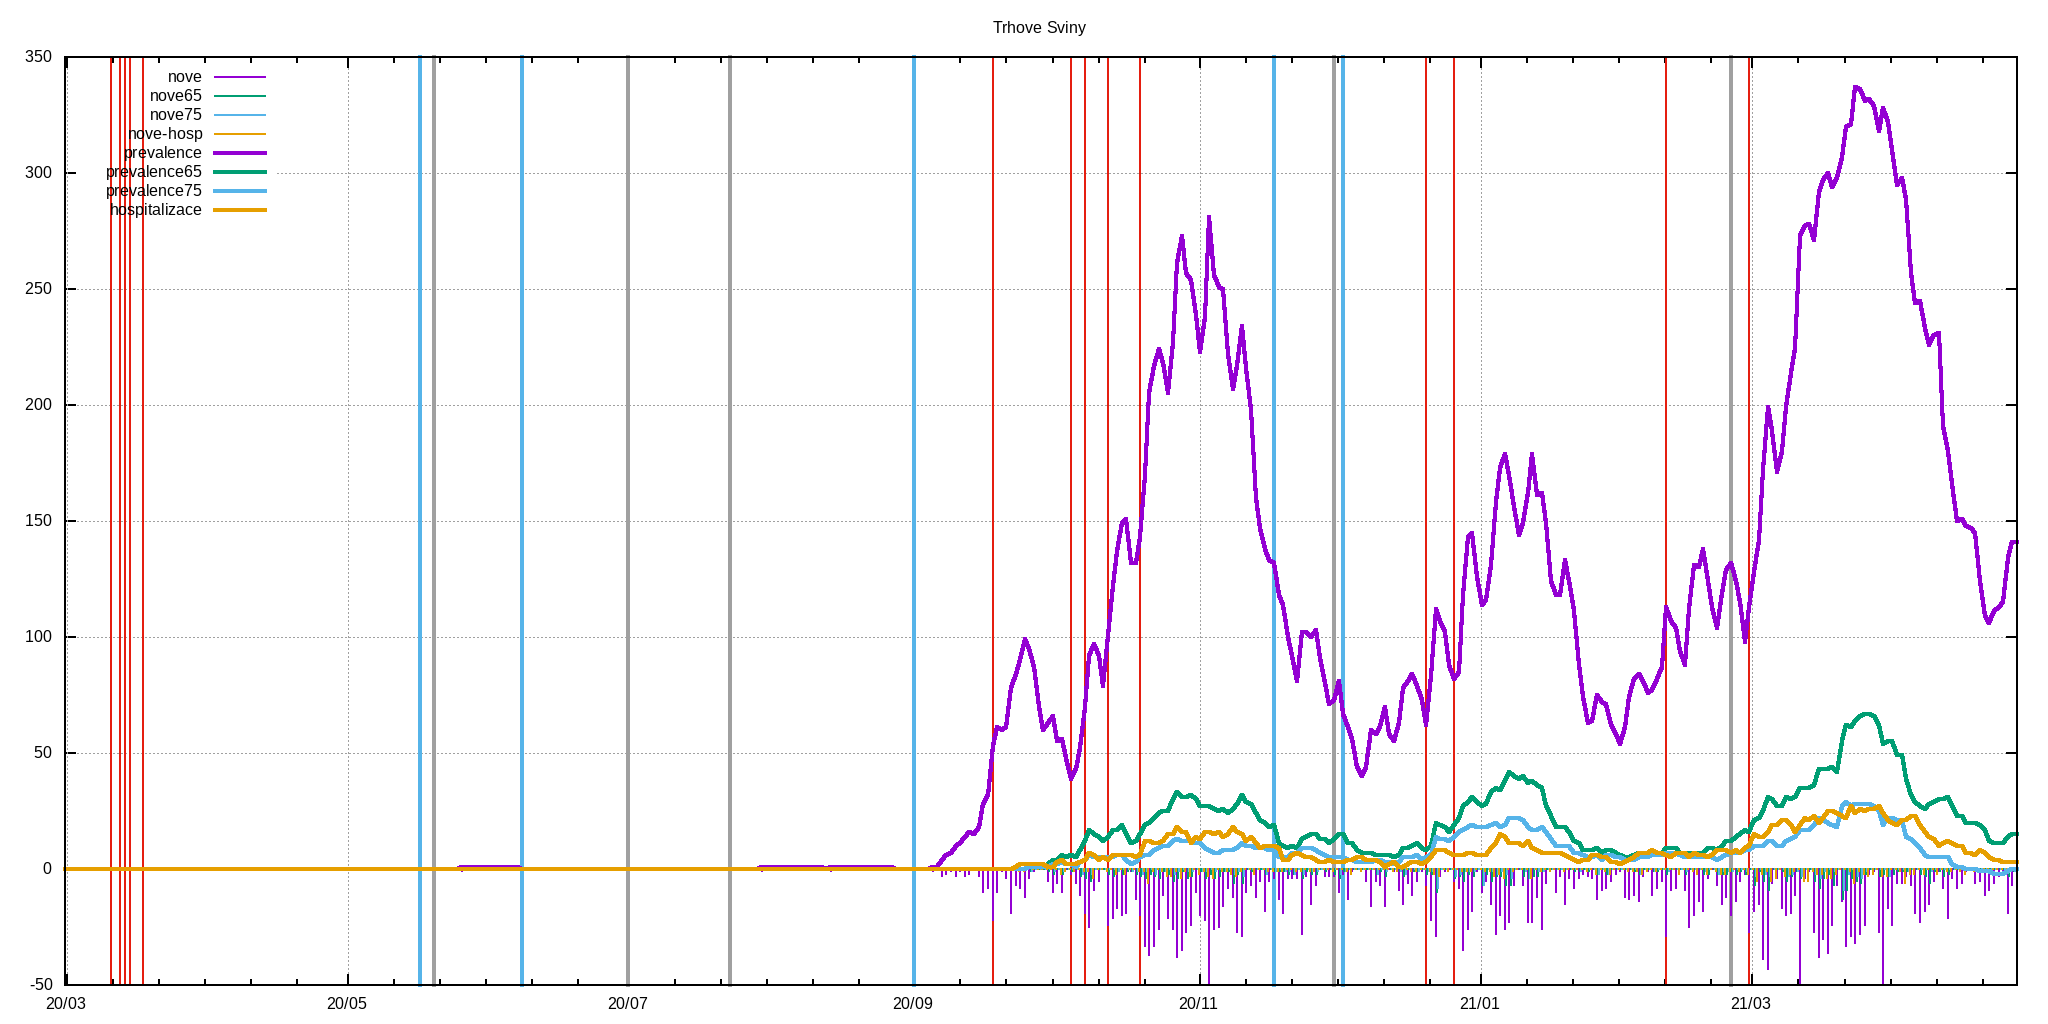 Trhove Sviny
350
300
250
200
150
100
50
0
-50
nove
nove65
nove75
nove-hosp
prevalence
prevalence65
prevalence75
hospitalizace
20/03 20/05 20/07 20/09 20/11 21/01 21/03